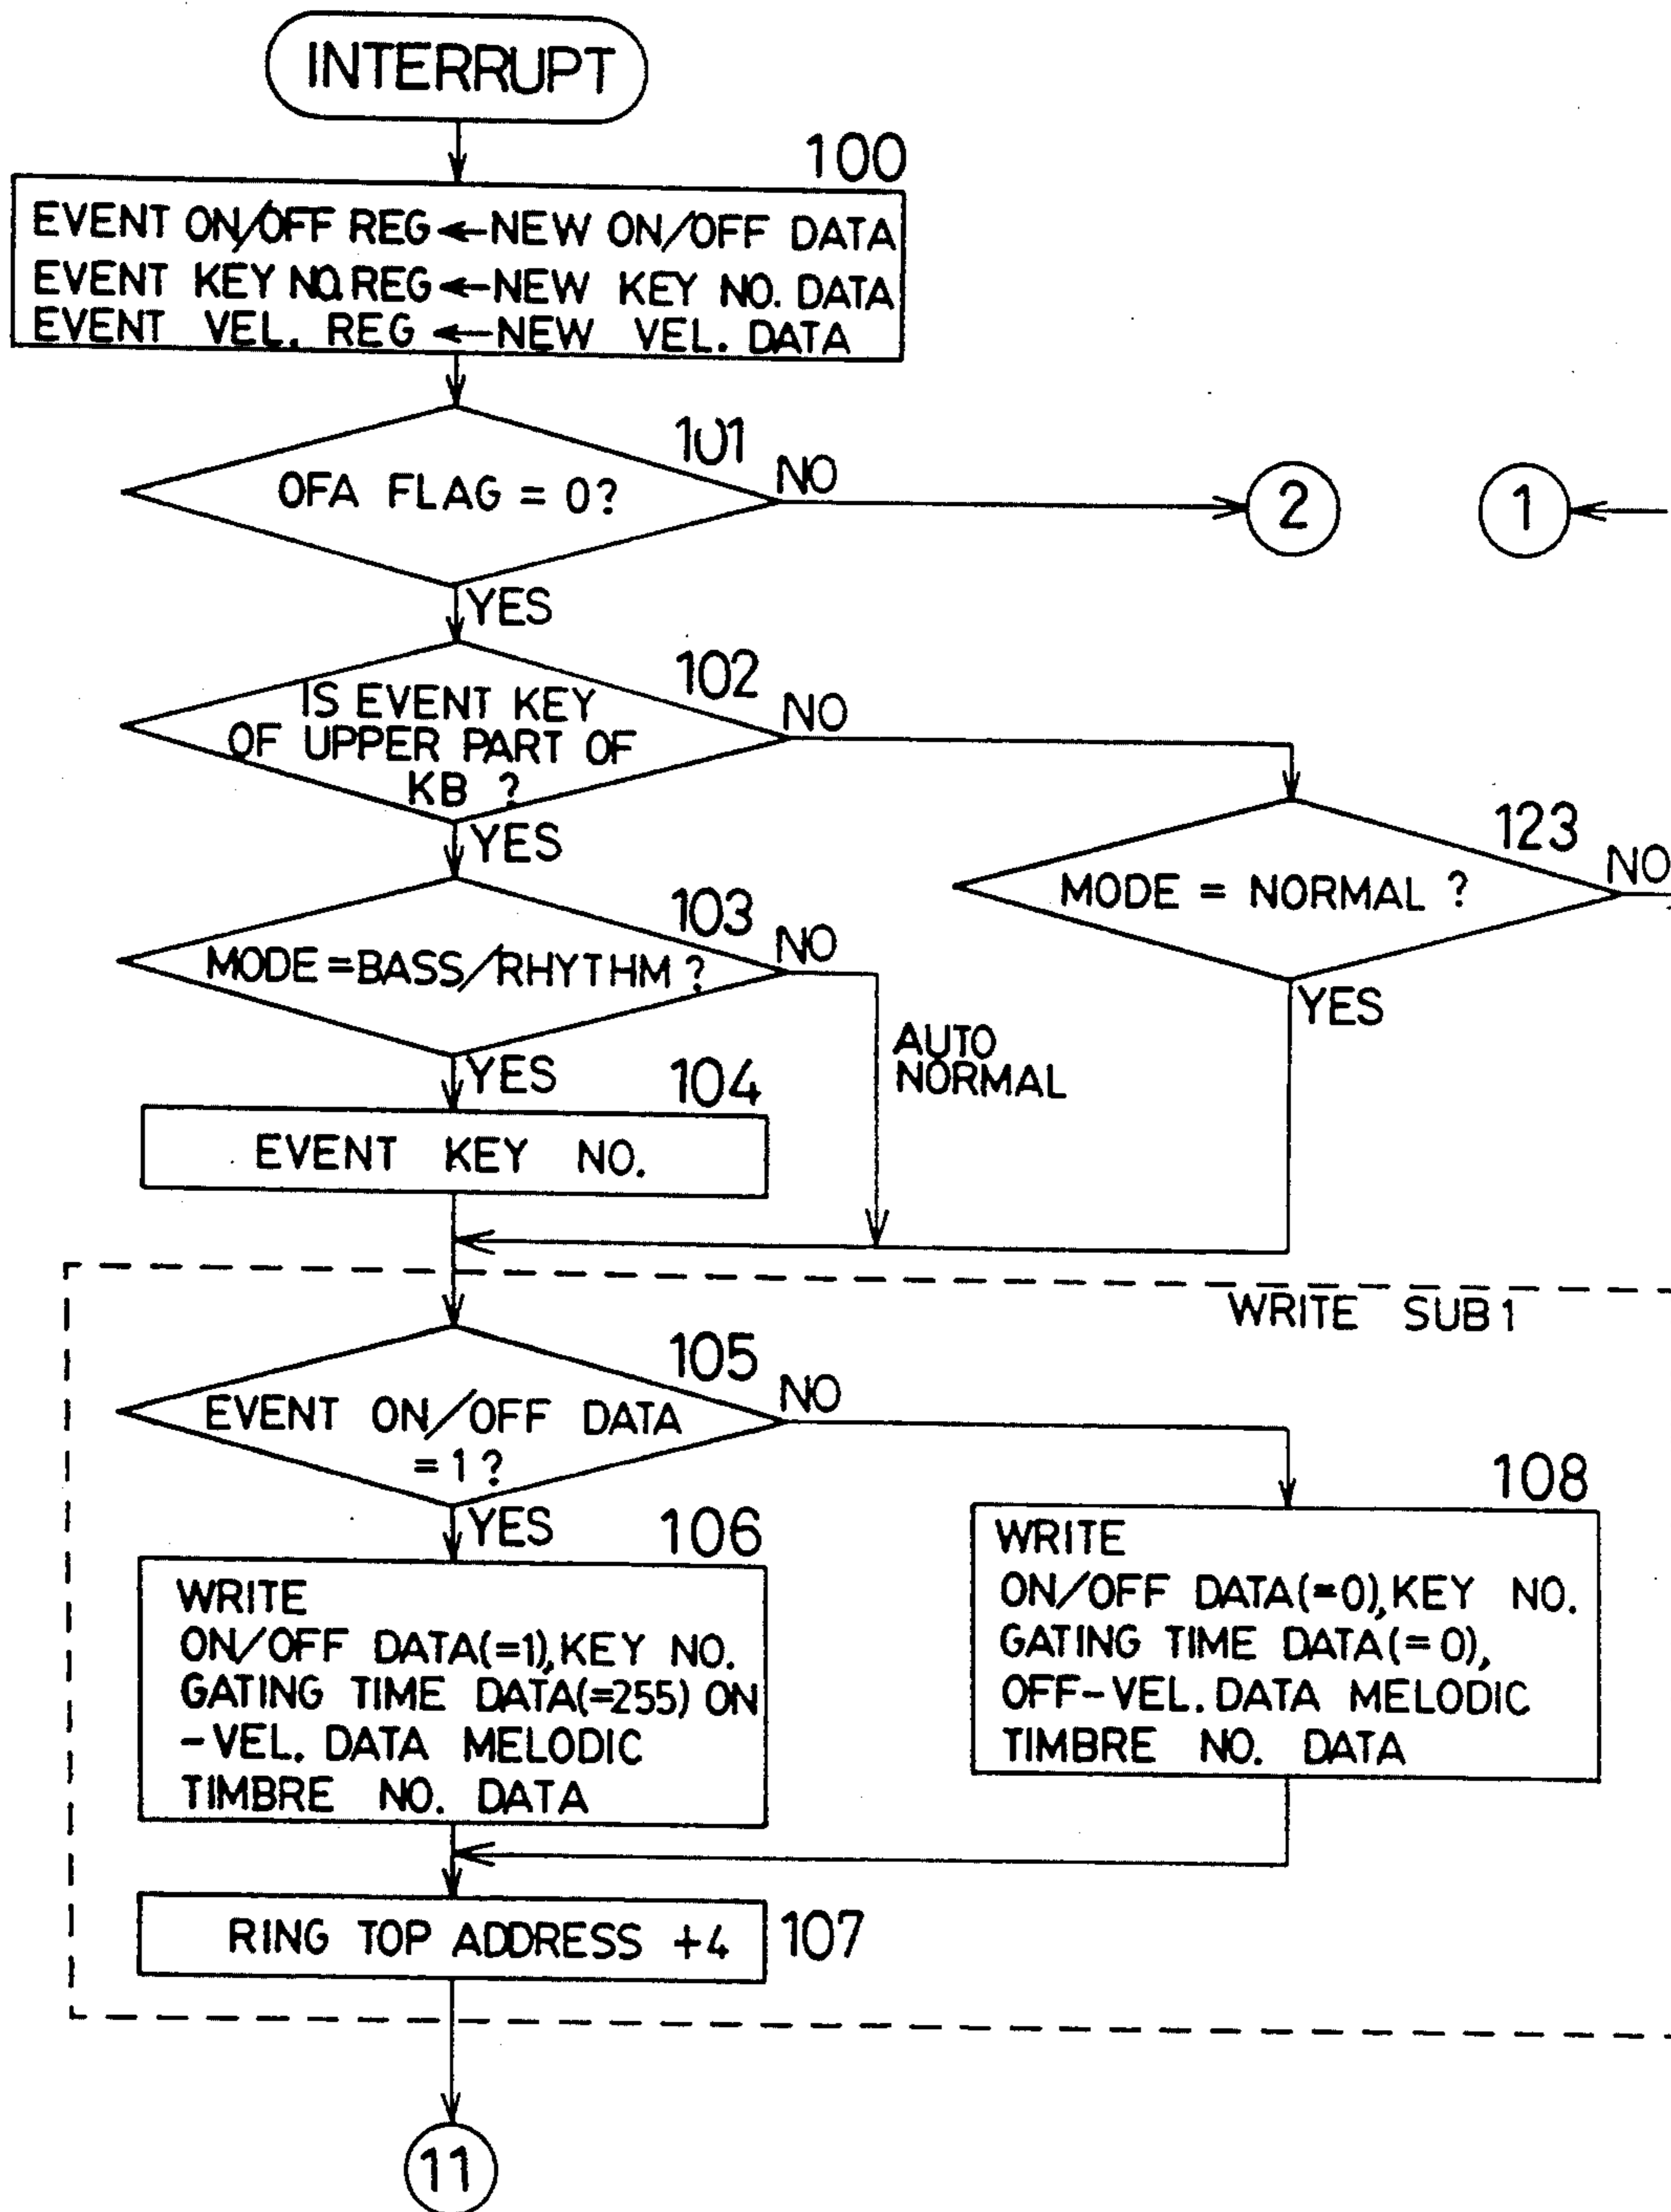 INTERRUPT
100
EVENT ON/OFF REG←NEW ON/OFF DATA
EVENT KEY NO.REG←NEW KEY NO. DATA
EVENT VEL. REG ←NEW VEL. DATA
101
OFA FLAG = 0?
NO
2
1
YES
102
IS EVENT KEY
OF UPPER PART OF
KB ?
NO
YES
123
MODE = NORMAL ?
NO
YES
103
MODE=BASS/RHYTHM ?
NO
AUTO
NORMAL
YES
104
EVENT KEY NO.
WRITE SUB1
105
EVENT ON/OFF DATA
=1?
NO
YES
106
WRITE
ON/OFF DATA(=1),KEY NO.
GATING TIME DATA(=255) ON
-VEL. DATA MELODIC
TIMBRE NO. DATA
108
WRITE
ON/OFF DATA(=0),KEY NO.
GATING TIME DATA(=0),
OFF-VEL. DATA MELODIC
TIMBRE NO. DATA
RING TOP ADDRESS +4
107
11